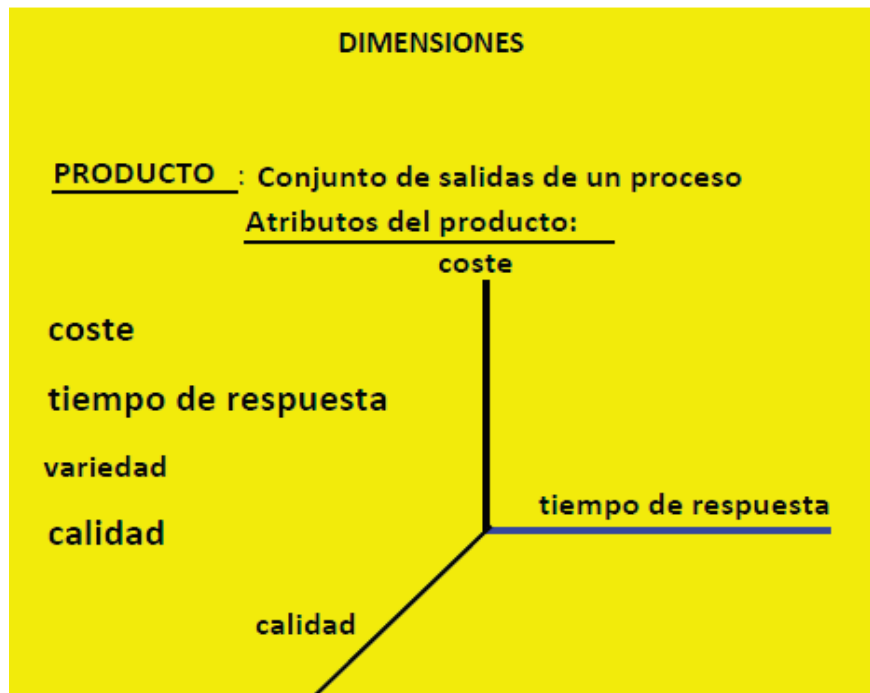 DIMENSIONES
PRODUCTO : Conjunto de salidas de un proceso
Atributos del producto:
coste
coste
tiempo de respuesta
variedad
tiempo de respuesta
calidad
calidad